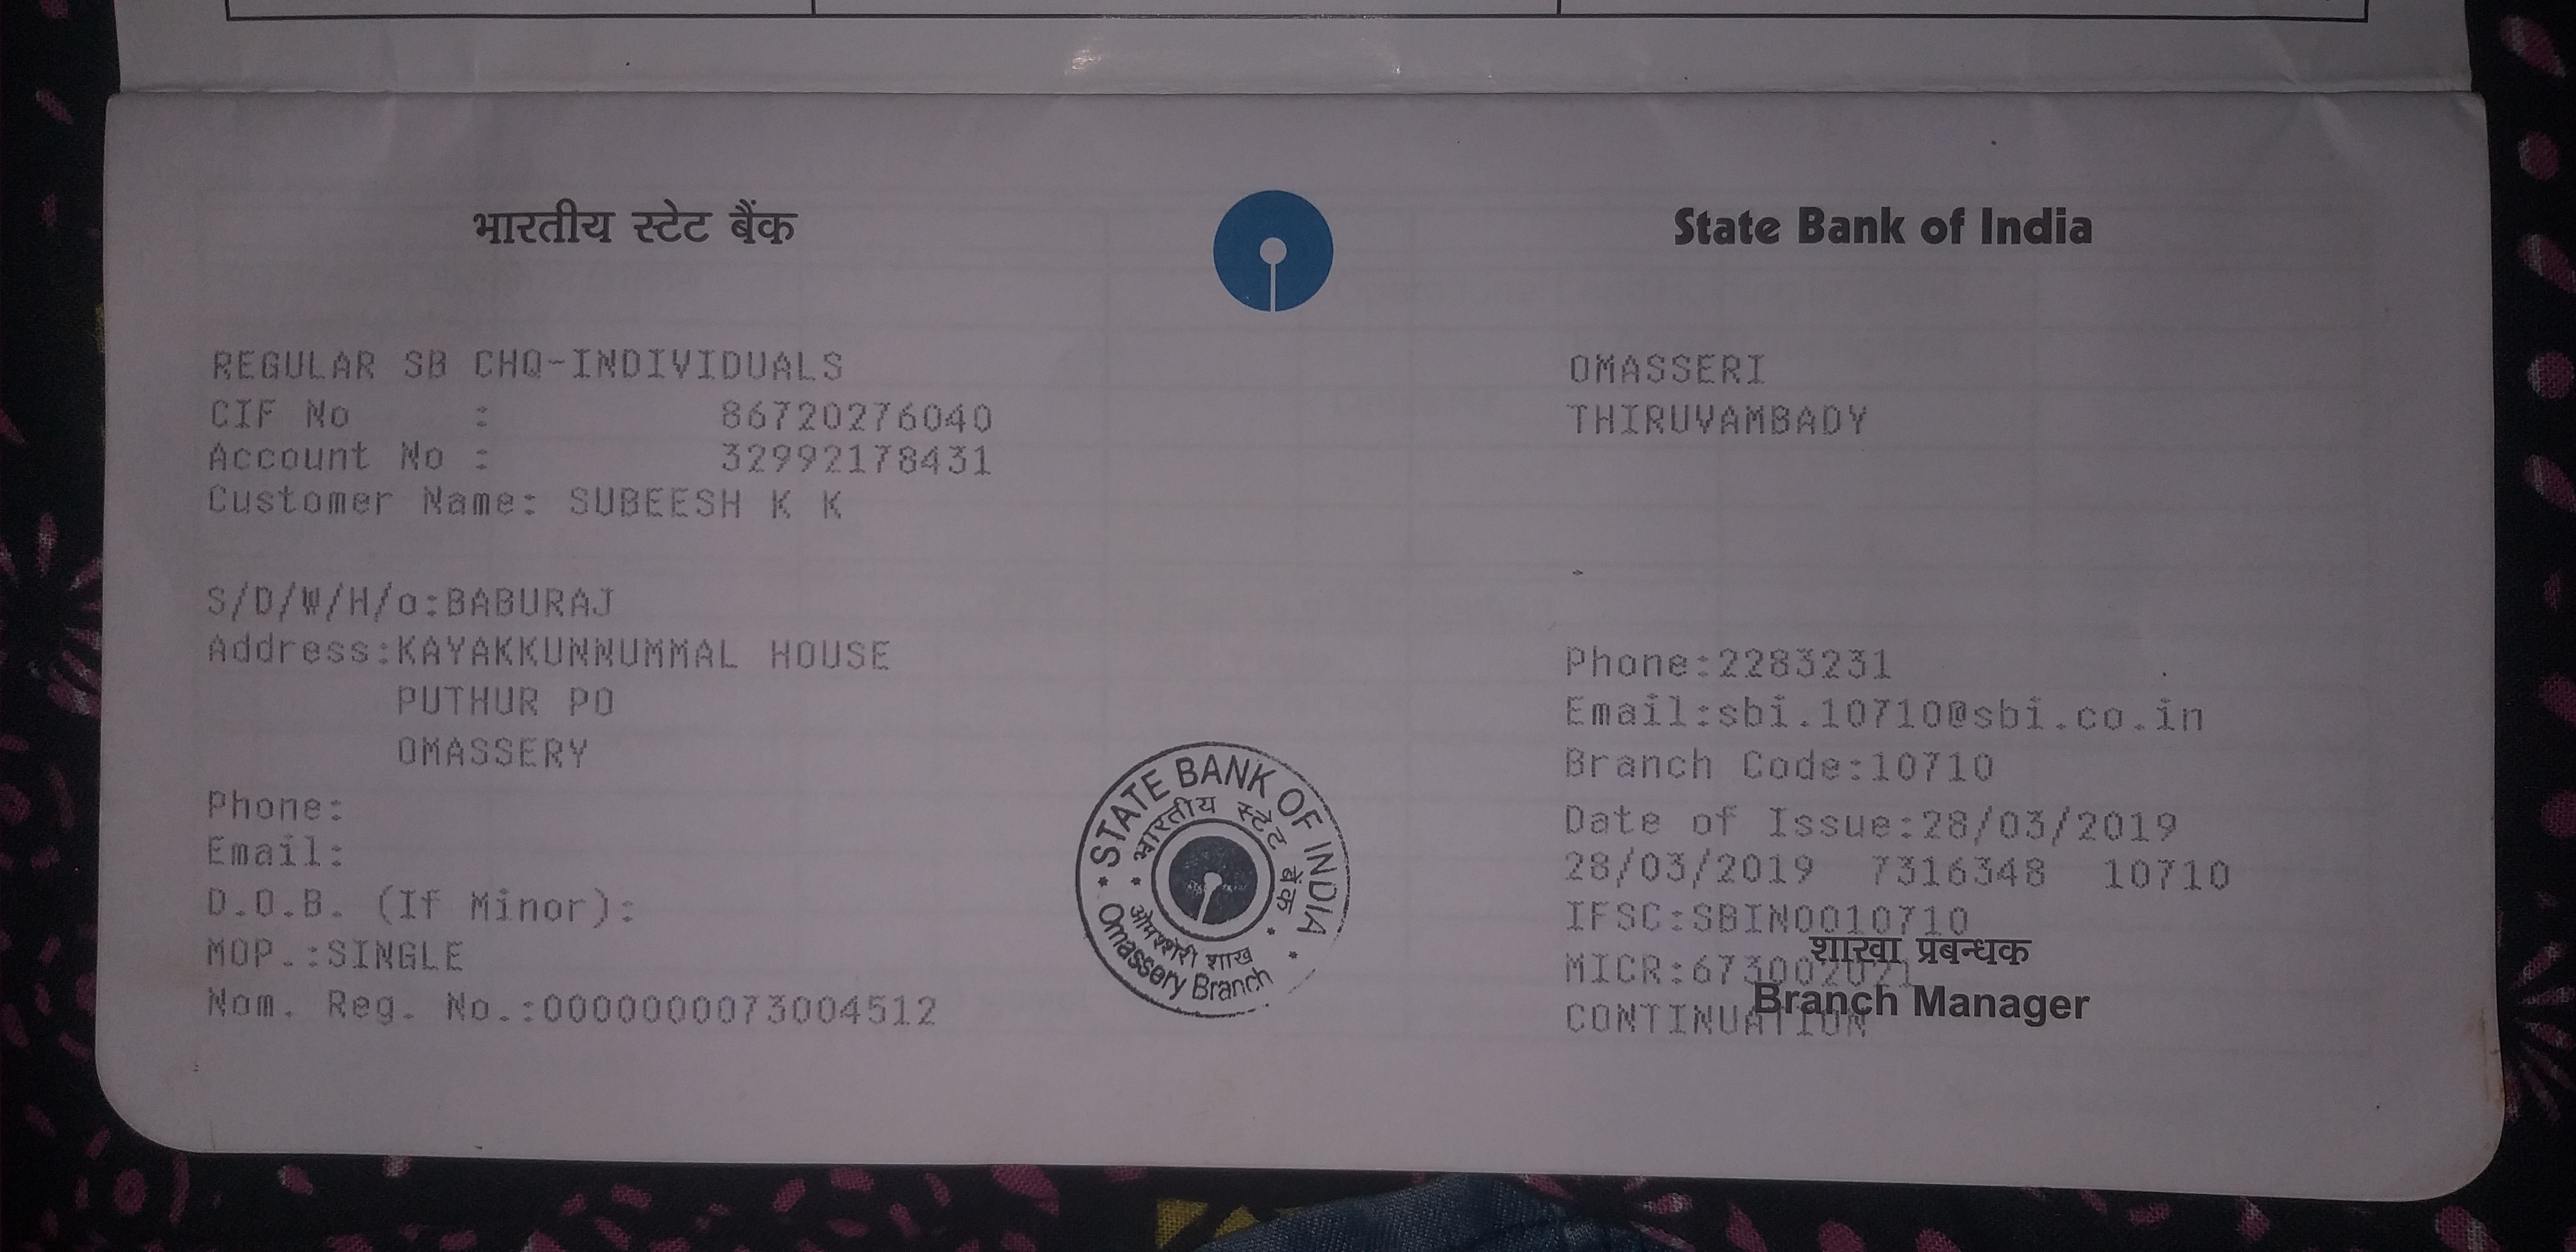 भारतीय स्टेट बैंक
State Bank of India
REGULAR SB CHQ-INDIVIDUALS
CIF No : 86720276040
Account No : 32992178431
Customer Name: SUBEESH K K
S/D/W/H/o:BABURAJ
Address:KAYAKKUNNUMMAL HOUSE
PUTHUR PO
OMASSERY
Phone:
Email:
D.O.B. (If Minor):
MOP.:SINGLE
Nom. Reg. No.:0000000073004512
STATE BANK OF INDIA
भारतीय स्टेट बैंक
ओमश्शेरी शाख
Omassery Branch
OMASSERI
THIRUVAMBADY
Phone:2283231
Email:sbi.10710@sbi.co.in
Branch Code:10710
Date of Issue:28/03/2019
28/03/2019 7316348 10710
IFSC:SBIN0010710
शाखा प्रबन्धक
MICR:673002021
Branch Manager
CONTINUATION